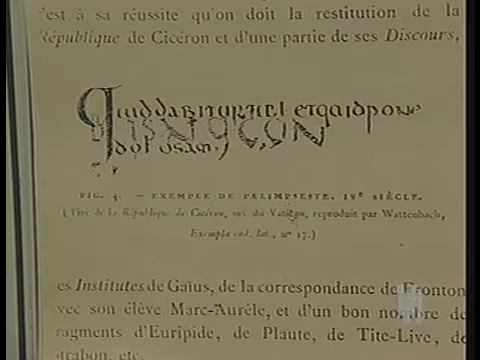 'est à sa réussite qu'on doit la restitution de la
République de Cicéron et d'une partie de ses Discours,
FIG. 4. — EXEMPLE DE PALIMPSESTE, IVe SIÈCLE.
(Tiré de la République de Cicéron, ms. du Vatican, reproduit par Wattenbach,
Exempla cod. lat., no 17.)
es Institutes de Gaïus, de la correspondance de Fronton
vec son élève Marc-Aurèle, et d'un bon nombre de
ragments d'Euripide, de Plaute, de Tite-Live, de
trabon, etc.